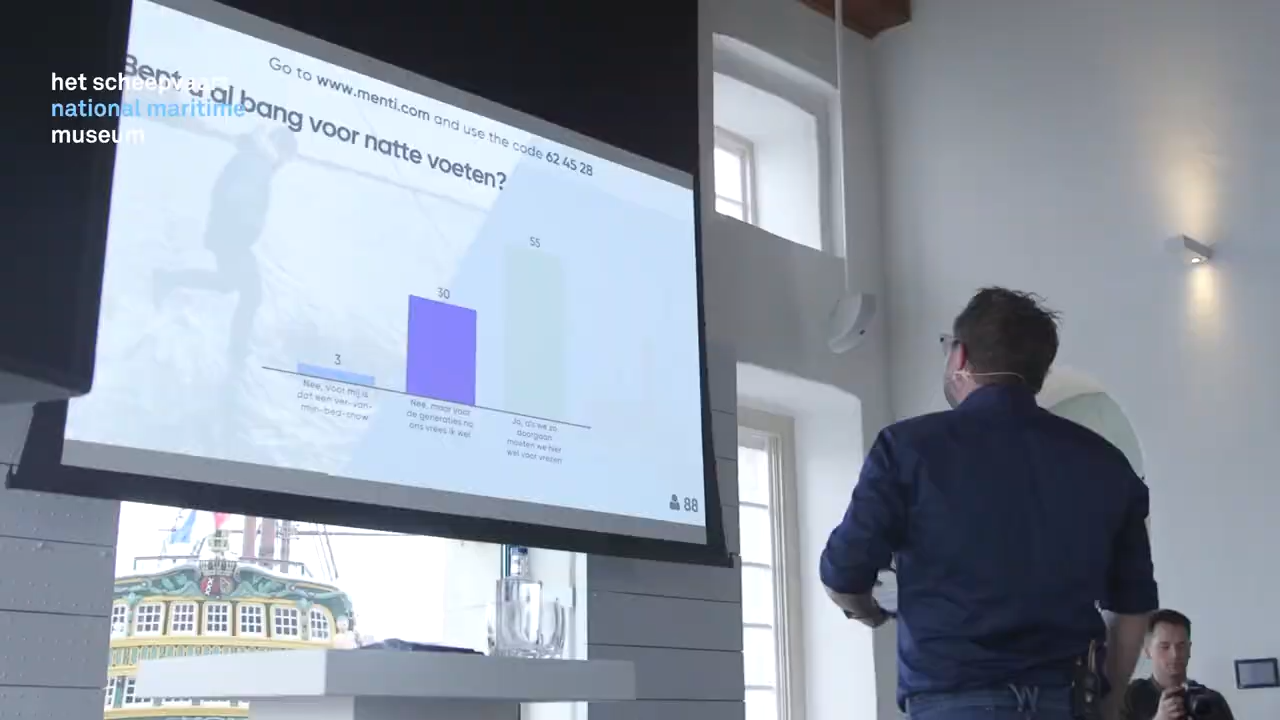 het scheepvaart
national maritime
museum
Go to www.menti.com and use the code 62 45 28
Bent u al bang voor natte voeten?
3
30
55
Nee, voor mij is
dat een ver-van-
mijn-bed-show
Nee, maar voor
de generaties na
ons vrees ik wel
Ja, als we zo
doorgaan
moeten we hier
wel voor vrezen
88
W